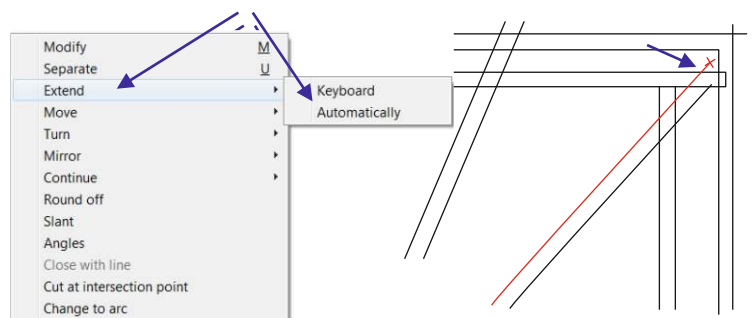 Modify M
Separate U
Extend
Keyboard
Move
Automatically
Turn
Mirror
Continue
Round off
Slant
Angles
Close with line
Cut at intersection point
Change to arc